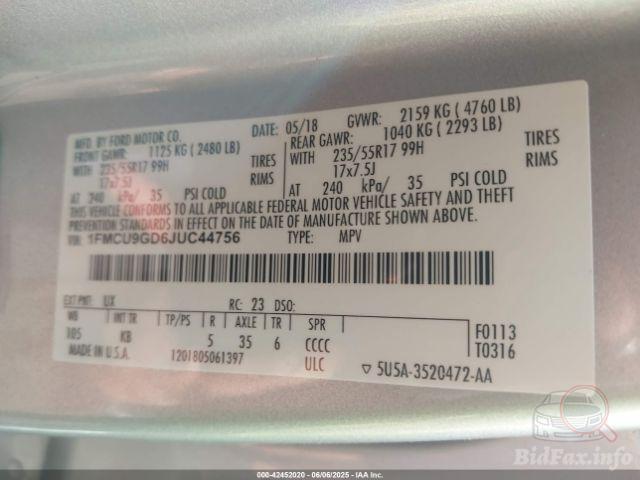 MFD. BY FORD MOTOR CO.
DATE: 05/18
GVWR: 2159 KG ( 4760 LB)
FRONT GAWR: 1125 KG ( 2480 LB)
REAR GAWR: 1040 KG ( 2293 LB)
WITH 235/55R17 99H TIRES
WITH 235/55R17 99H TIRES
17x7.5J RIMS
17x7.5J RIMS
AT 240 kPa/ 35 PSI COLD
AT 240 kPa/ 35 PSI COLD
THIS VEHICLE CONFORMS TO ALL APPLICABLE FEDERAL MOTOR VEHICLE SAFETY AND THEFT
PREVENTION STANDARDS IN EFFECT ON THE DATE OF MANUFACTURE SHOWN ABOVE.
VIN: 1FMCU9GD6JUC44756
TYPE: MPV
EXT PNT: UX RC: 23 DSO:
WB INT TR TP/PS R AXLE TR SPR
105 KB 5 35 6 CCCC
F0113
T0316
MADE IN U.S.A. 1201805061397 ULC
▽ 5U5A-3520472-AA
BidFax.info
000-42452020 - 06/06/2025 - IAA Inc.